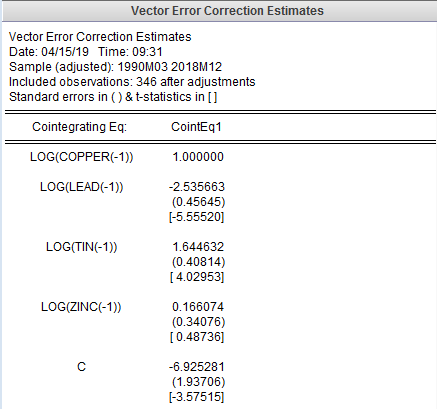 Vector Error Correction Estimates
Vector Error Correction Estimates
Date: 04/15/19 Time: 09:31
Sample (adjusted): 1990M03 2018M12
Included observations: 346 after adjustments
Standard errors in ( ) & t-statistics in [ ]
Cointegrating Eq: CointEq1
LOG(COPPER(-1)) 1.000000
LOG(LEAD(-1)) -2.535663
(0.45645)
[-5.55520]
LOG(TIN(-1)) 1.644632
(0.40814)
[ 4.02953]
LOG(ZINC(-1)) 0.166074
(0.34076)
[ 0.48736]
C -6.925281
(1.93706)
[-3.57515]